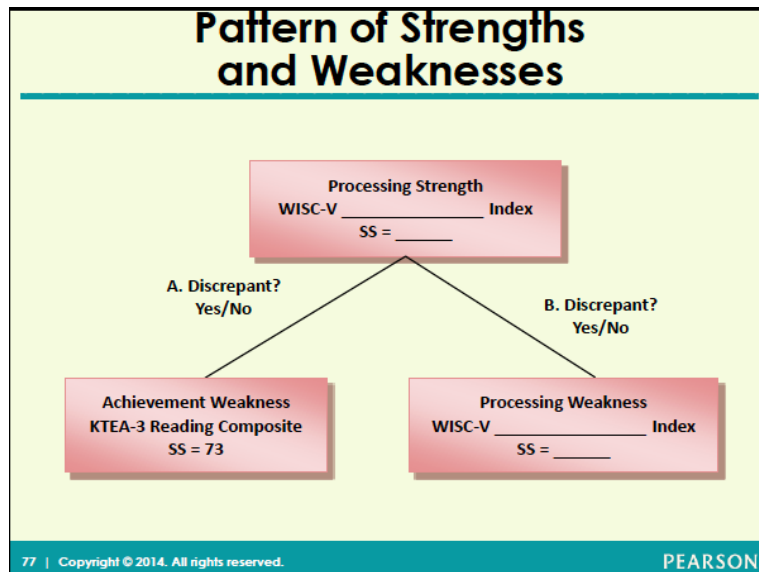 Pattern of Strengths
and Weaknesses
Processing Strength
WISC-V ________________ Index
SS = ______
A. Discrepant?
Yes/No
B. Discrepant?
Yes/No
Achievement Weakness
KTEA-3 Reading Composite
SS = 73
Processing Weakness
WISC-V _________________ Index
SS = ______
77 | Copyright © 2014. All rights reserved.
PEARSON